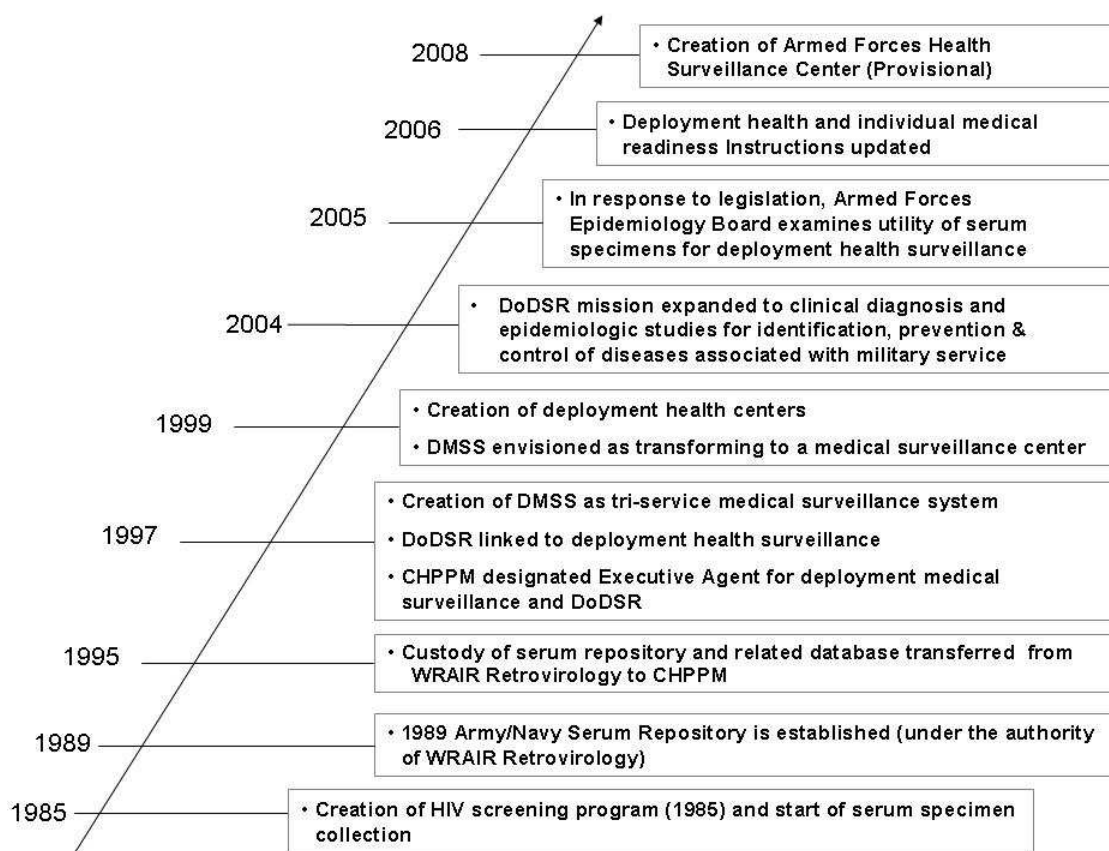 2008
• Creation of Armed Forces Health
Surveillance Center (Provisional)
2006
• Deployment health and individual medical
readiness Instructions updated
2005
• In response to legislation, Armed Forces
Epidemiology Board examines utility of serum
specimens for deployment health surveillance
2004
• DoDSR mission expanded to clinical diagnosis and
epidemiologic studies for identification, prevention &
control of diseases associated with military service
1999
• Creation of deployment health centers
• DMSS envisioned as transforming to a medical surveillance center
1997
• Creation of DMSS as tri-service medical surveillance system
• DoDSR linked to deployment health surveillance
• CHPPM designated Executive Agent for deployment medical
surveillance and DoDSR
1995
• Custody of serum repository and related database transferred from
WRAIR Retrovirology to CHPPM
1989
• 1989 Army/Navy Serum Repository is established (under the authority
of WRAIR Retrovirology)
1985
• Creation of HIV screening program (1985) and start of serum specimen
collection